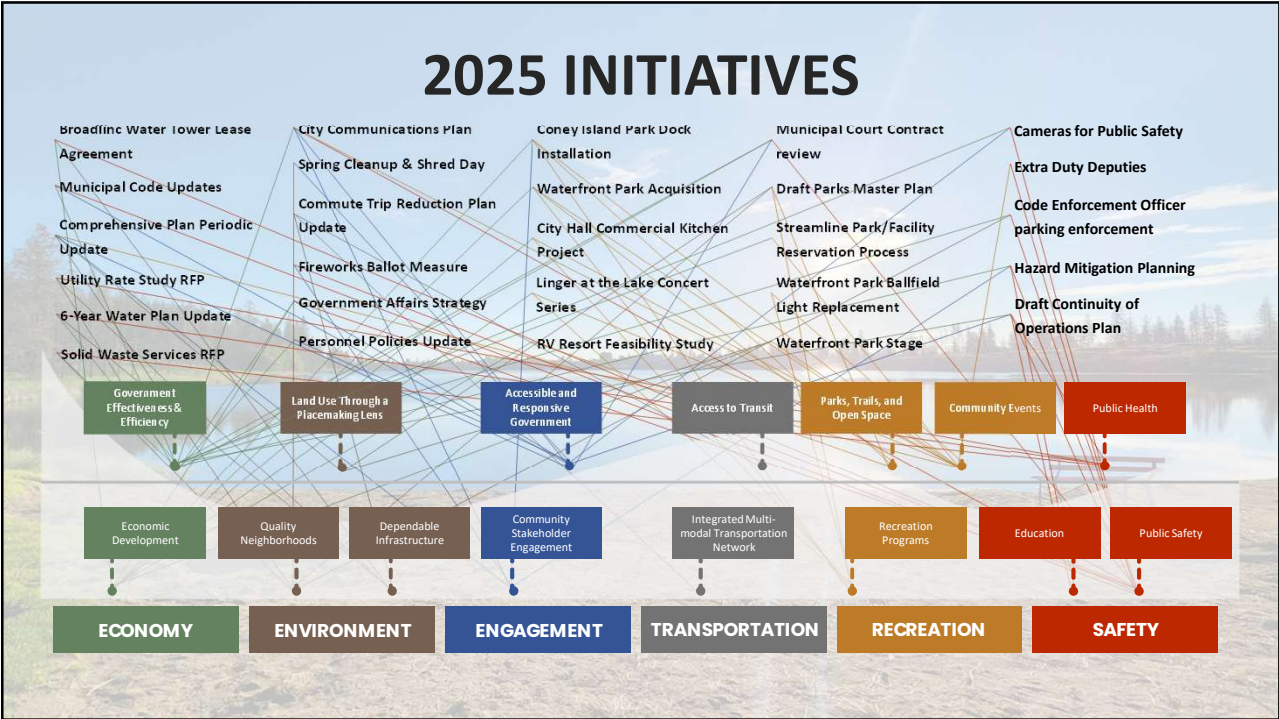 2025 INITIATIVES
Broadlinc Water Tower Lease
Agreement
Municipal Code Updates
Comprehensive Plan Periodic
Update
Utility Rate Study RFP
6-Year Water Plan Update
Solid Waste Services RFP
City Communications Plan
Spring Cleanup & Shred Day
Commute Trip Reduction Plan
Update
Fireworks Ballot Measure
Government Affairs Strategy
Personnel Policies Update
Coney Island Park Dock
Installation
Waterfront Park Acquisition
City Hall Commercial Kitchen
Project
Linger at the Lake Concert
Series
RV Resort Feasibility Study
Municipal Court Contract
review
Draft Parks Master Plan
Streamline Park/Facility
Reservation Process
Waterfront Park Ballfield
Light Replacement
Waterfront Park Stage
Cameras for Public Safety
Extra Duty Deputies
Code Enforcement Officer
parking enforcement
Hazard Mitigation Planning
Draft Continuity of
Operations Plan
Government
Effectiveness &
Efficiency
Land Use Through a
Placemaking Lens
Accessible and
Responsive
Government
Access to Transit
Parks, Trails, and
Open Space
Community Events
Public Health
Economic
Development
Quality
Neighborhoods
Dependable
Infrastructure
Community
Stakeholder
Engagement
Integrated Multi-
modal Transportation
Network
Recreation
Programs
Education
Public Safety
ECONOMY
ENVIRONMENT
ENGAGEMENT
TRANSPORTATION
RECREATION
SAFETY